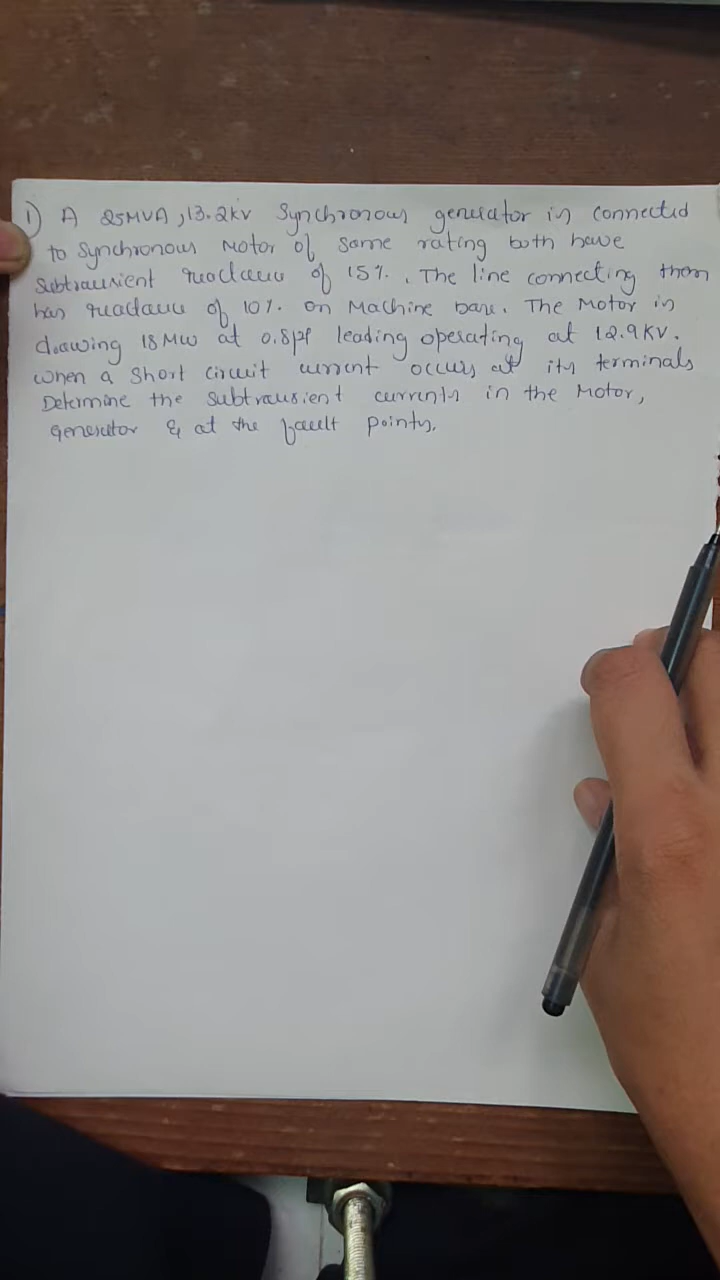 1) A 25MVA, 13.2kV Synchronous generator is connected
to Synchronous Motor of same rating both have
Subtransient reactance of 15%. The line connecting them
has reactance of 10% on Machine base. The Motor is
drawing 18MW at 0.8pf leading operating at 12.9KV.
when a short circuit current occurs at its terminals
Determine the subtransient currents in the Motor,
generator & at the fault points.